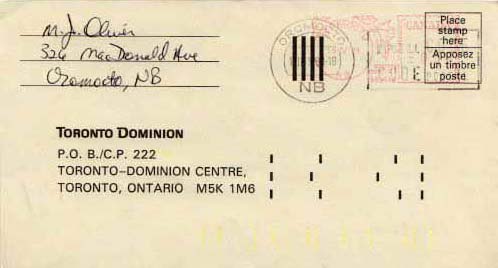 M. J. Olivier
326 MacDonald Ave
Oromocto, NB
OROMOCTO
NB
CANADA
Place
stamp
here
Apposez
un timbre
poste
TORONTO DOMINION
P. O. B./C.P. 222
TORONTO–DOMINION CENTRE,
TORONTO, ONTARIO M5K 1M6